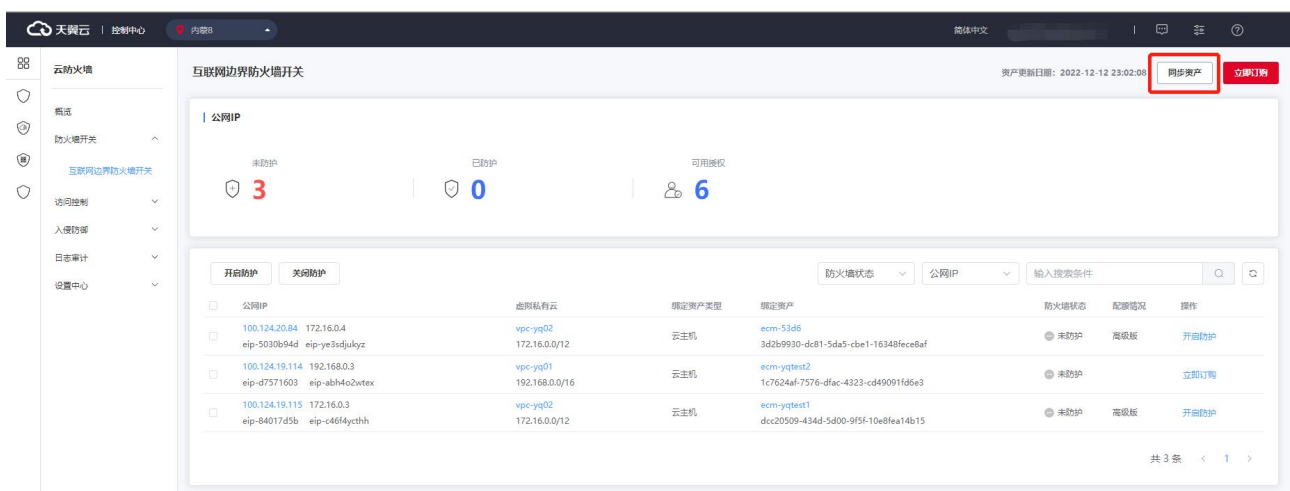 天翼云 | 控制中心 内蒙8 简体中文
云防火墙
概览
防火墙开关
互联网边界防火墙开关
访问控制
入侵防御
日志审计
设置中心
互联网边界防火墙开关 资产更新日期：2022-12-12 23:02:08 同步资产 立即订购
公网IP
未防护 已防护 可用授权
3 0 6
开启防护 关闭防护 防火墙状态 公网IP 输入搜索条件
公网IP 虚拟私有云 绑定资产类型 绑定资产 防火墙状态 配额情况 操作
100.124.20.84 172.16.0.4 vpc-yq02 ecm-53d6
云主机 未防护 高级版 开启防护
eip-5030b94d eip-ye3sdjukyz 172.16.0.0/12 3d2b9930-dc81-5da5-cbe1-16348fece8af
100.124.19.114 192.168.0.3 vpc-yq01 ecm-yqtest2
云主机 未防护 立即订购
eip-d7571603 eip-abh4o2wtex 192.168.0.0/16 1c7624af-7576-dfac-4323-cd49091fd6e3
100.124.19.115 172.16.0.3 vpc-yq02 ecm-yqtest1
云主机 未防护 高级版 开启防护
eip-84017d5b eip-c46f4ycthh 172.16.0.0/12 dcc20509-434d-5d00-9f5f-10e8fea14b15
共 3 条 < 1 >